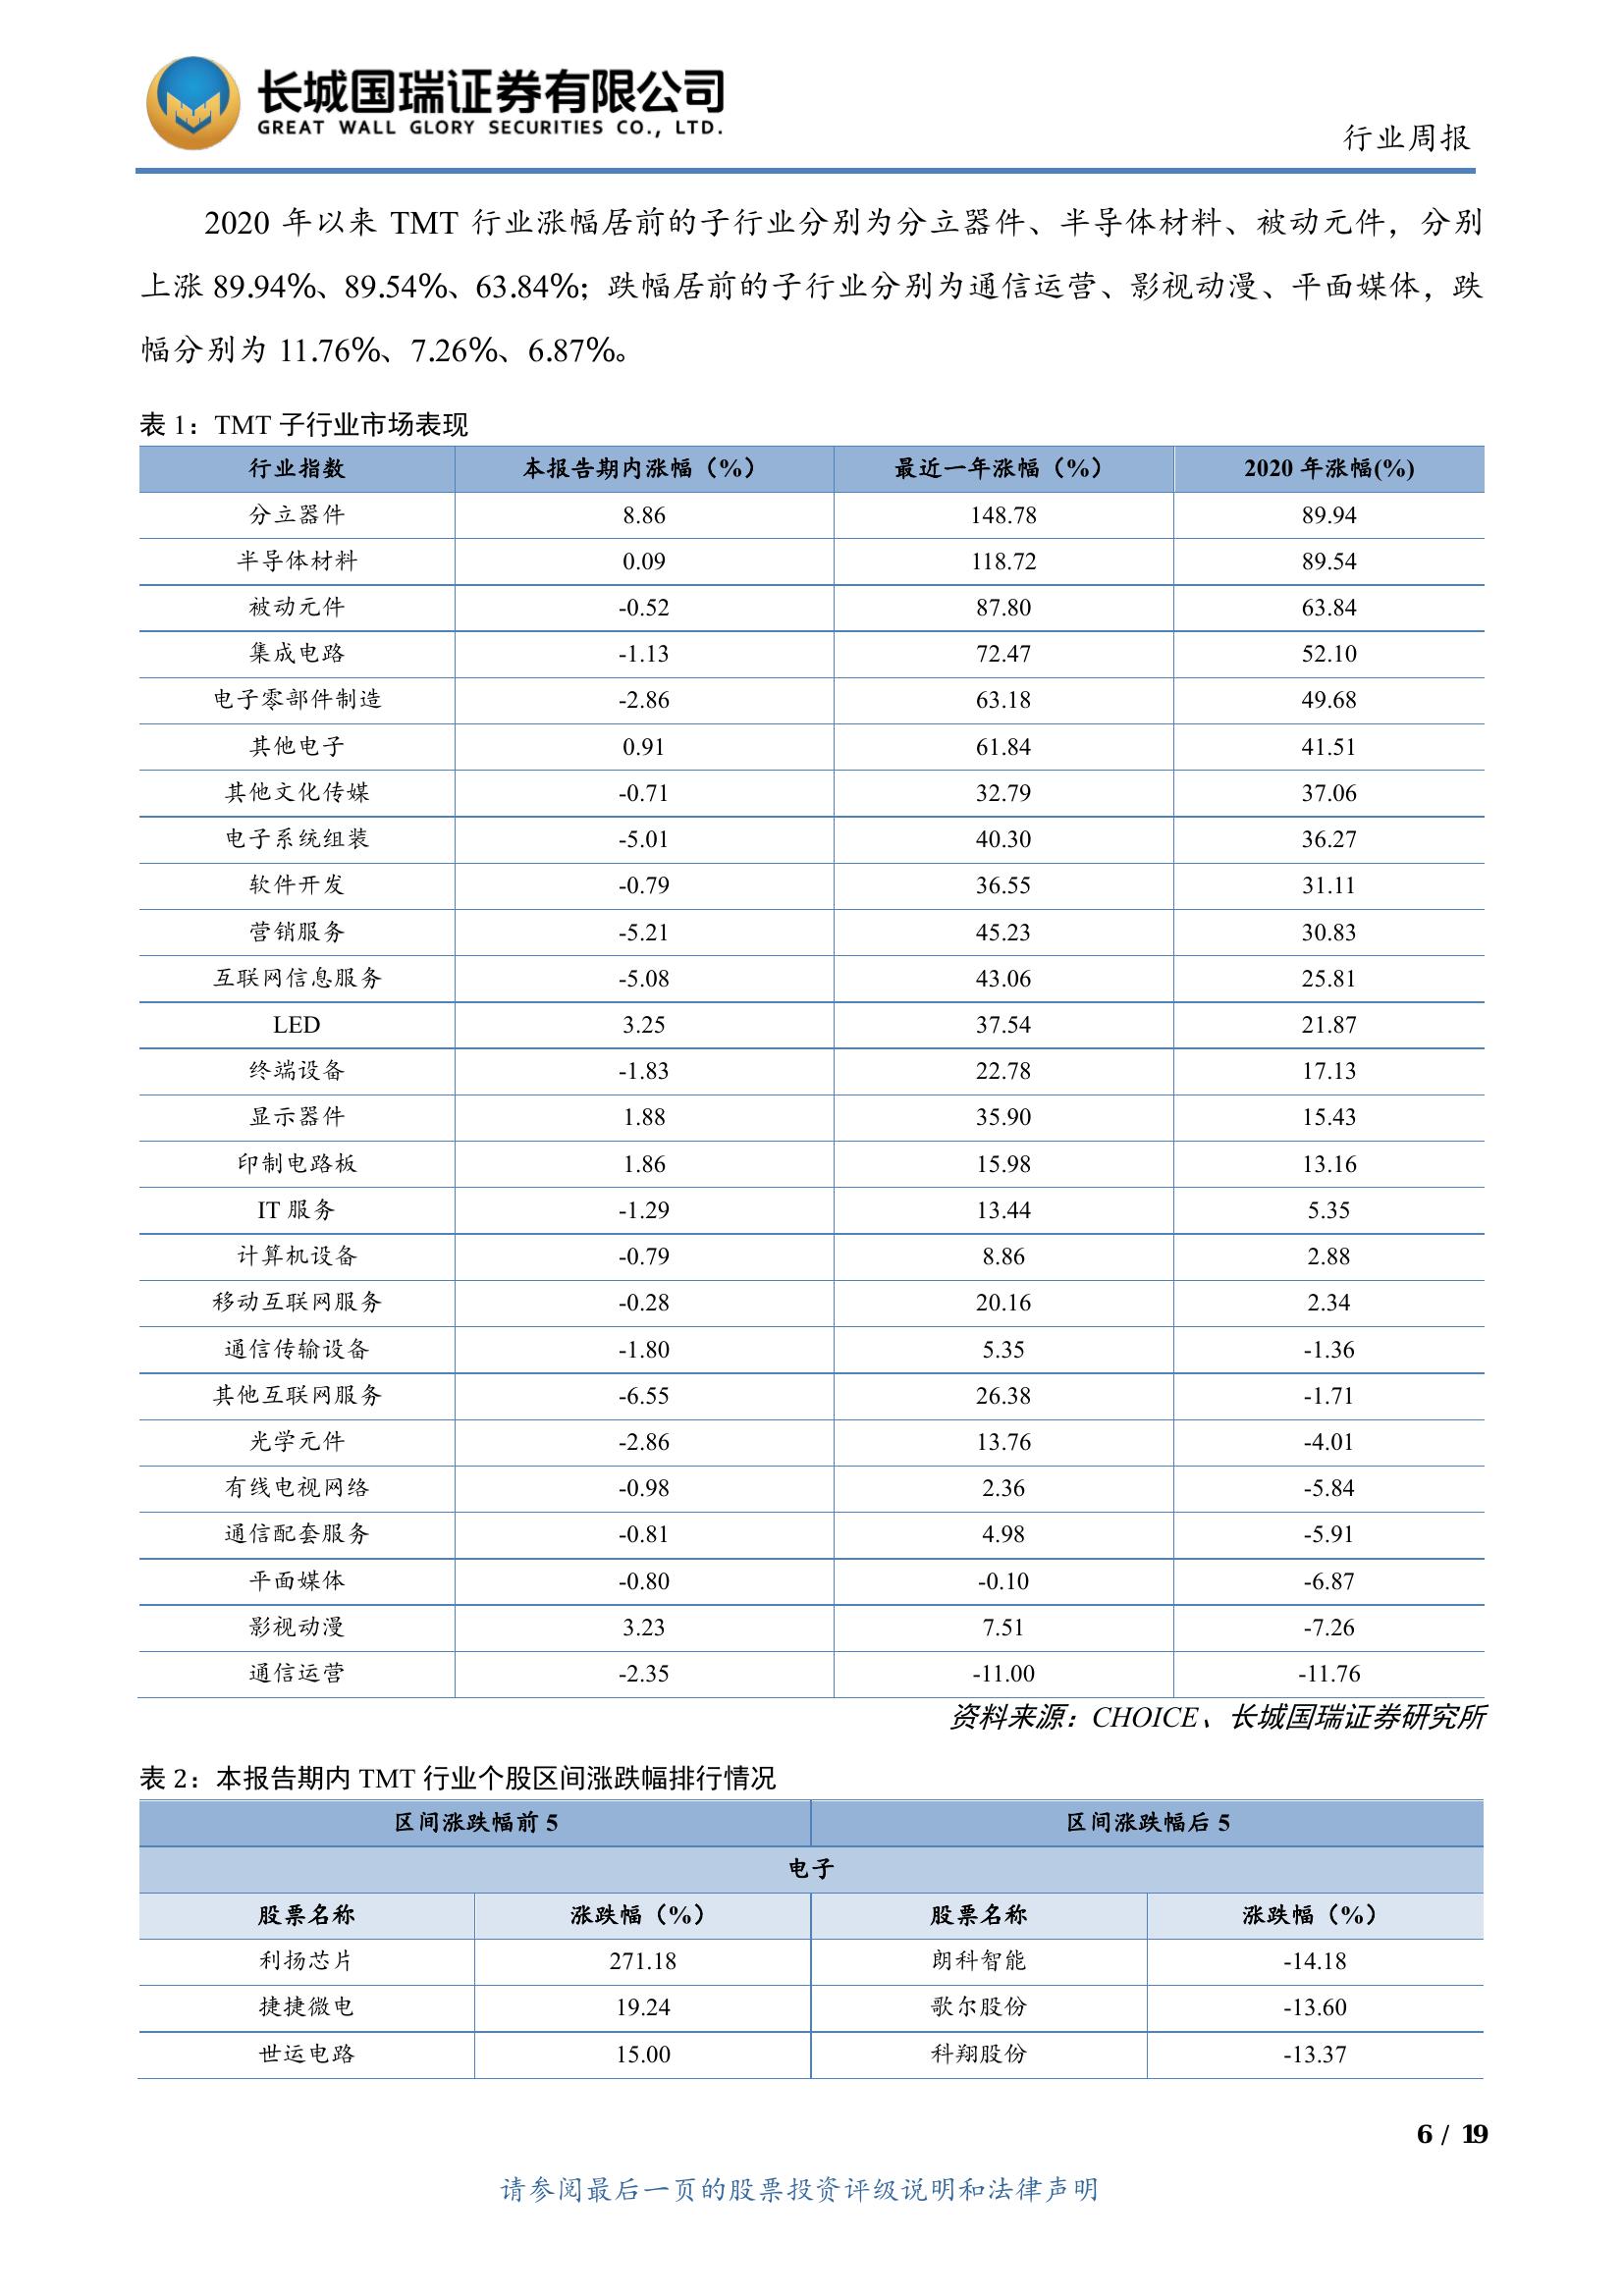 长城国瑞证券有限公司
GREAT WALL GLORY SECURITIES CO., LTD.
行业周报
2020 年以来 TMT 行业涨幅居前的子行业分别为分立器件、半导体材料、被动元件，分别
上涨 89.94%、89.54%、63.84%；跌幅居前的子行业分别为通信运营、影视动漫、平面媒体，跌
幅分别为 11.76%、7.26%、6.87%。
表 1：TMT 子行业市场表现
行业指数 本报告期内涨幅（%） 最近一年涨幅（%） 2020 年涨幅(%)
分立器件 8.86 148.78 89.94
半导体材料 0.09 118.72 89.54
被动元件 -0.52 87.80 63.84
集成电路 -1.13 72.47 52.10
电子零部件制造 -2.86 63.18 49.68
其他电子 0.91 61.84 41.51
其他文化传媒 -0.71 32.79 37.06
电子系统组装 -5.01 40.30 36.27
软件开发 -0.79 36.55 31.11
营销服务 -5.21 45.23 30.83
互联网信息服务 -5.08 43.06 25.81
LED 3.25 37.54 21.87
终端设备 -1.83 22.78 17.13
显示器件 1.88 35.90 15.43
印制电路板 1.86 15.98 13.16
IT 服务 -1.29 13.44 5.35
计算机设备 -0.79 8.86 2.88
移动互联网服务 -0.28 20.16 2.34
通信传输设备 -1.80 5.35 -1.36
其他互联网服务 -6.55 26.38 -1.71
光学元件 -2.86 13.76 -4.01
有线电视网络 -0.98 2.36 -5.84
通信配套服务 -0.81 4.98 -5.91
平面媒体 -0.80 -0.10 -6.87
影视动漫 3.23 7.51 -7.26
通信运营 -2.35 -11.00 -11.76
资料来源：CHOICE、长城国瑞证券研究所
表 2：本报告期内 TMT 行业个股区间涨跌幅排行情况
区间涨跌幅前 5 区间涨跌幅后 5
电子
股票名称 涨跌幅（%） 股票名称 涨跌幅（%）
利扬芯片 271.18 朗科智能 -14.18
捷捷微电 19.24 歌尔股份 -13.60
世运电路 15.00 科翔股份 -13.37
6 / 19
请参阅最后一页的股票投资评级说明和法律声明